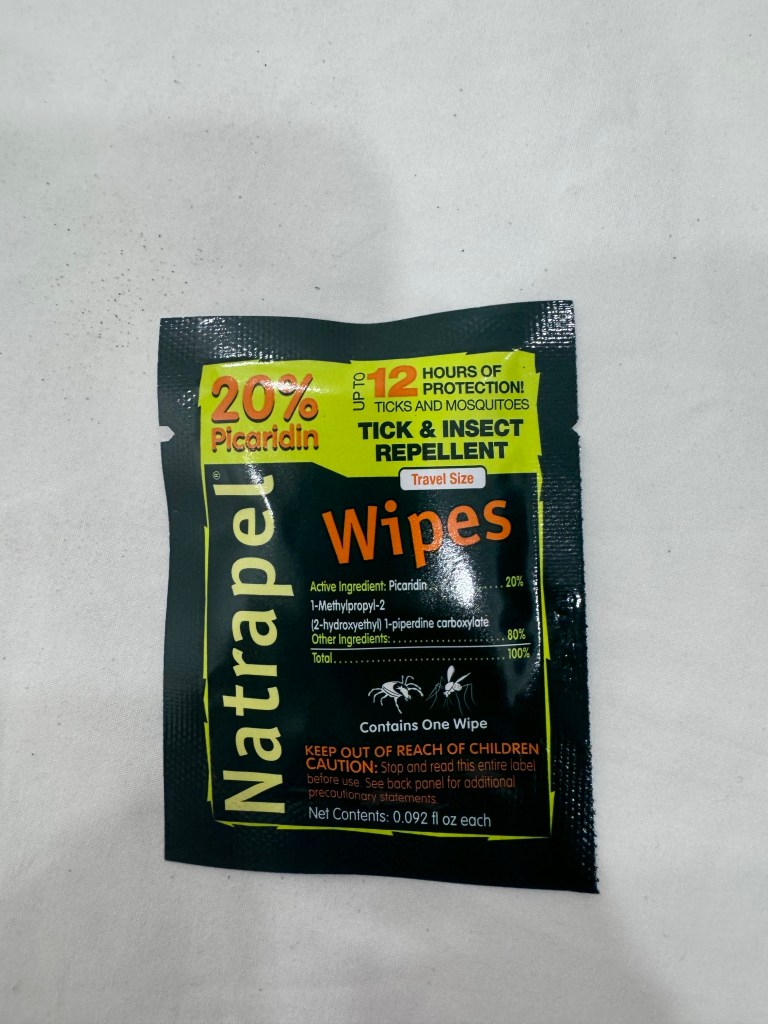 20%
Picaridin
UP TO 12 HOURS OF
PROTECTION!
TICKS AND MOSQUITOES
TICK & INSECT
REPELLENT
Travel Size
Natrapel®
Wipes
Active Ingredient: Picaridin..............20%
1-Methylpropyl-2
(2-hydroxyethyl) 1-piperdine carboxylate
Other Ingredients:........................80%
Total........................................100%
Contains One Wipe
KEEP OUT OF REACH OF CHILDREN
CAUTION: Stop and read this entire label
before use. See back panel for additional
precautionary statements.
Net Contents: 0.092 fl oz each